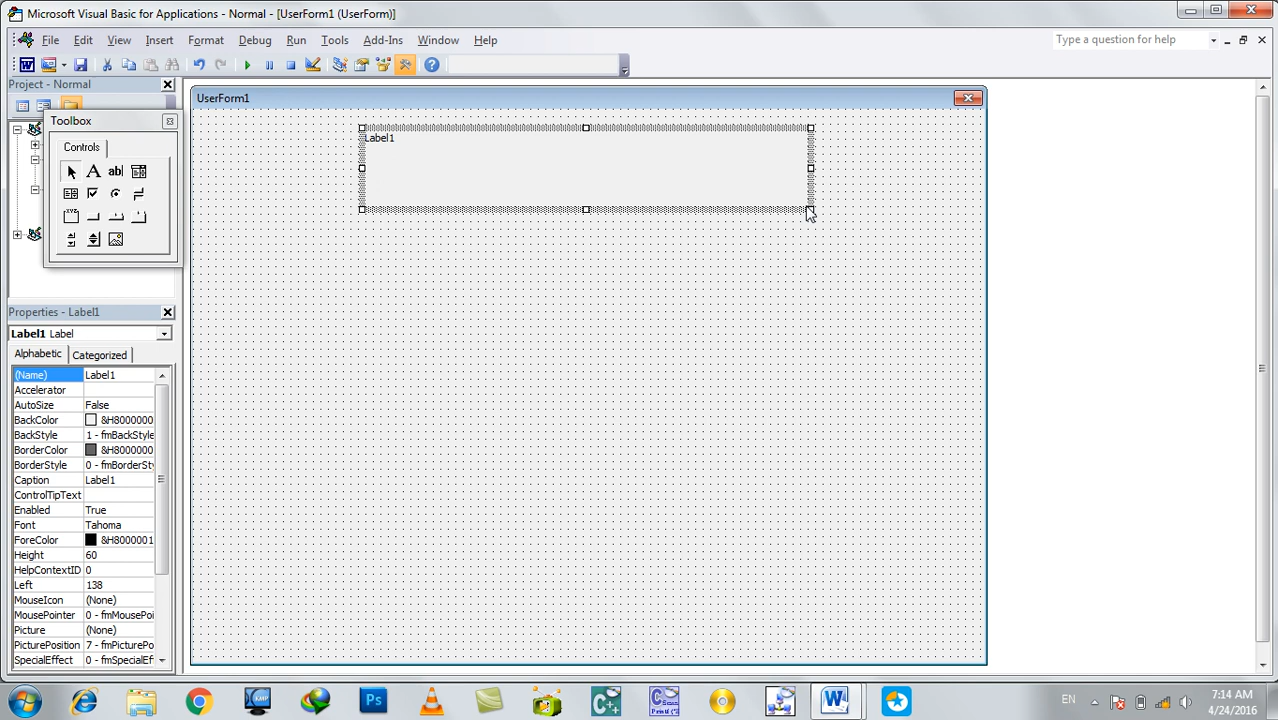 Microsoft Visual Basic for Applications - Normal - [UserForm1 (UserForm)]
File Edit View Insert Format Debug Run Tools Add-Ins Window Help
Type a question for help
Project - Normal
UserForm1
Toolbox
Controls
Label1
Properties - Label1
Label1 Label
Alphabetic Categorized
(Name) Label1
Accelerator
AutoSize False
BackColor &H8000000
BackStyle 1 - fmBackStyle
BorderColor &H8000000
BorderStyle 0 - fmBorderSt
Caption Label1
ControlTipText
Enabled True
Font Tahoma
ForeColor &H8000001
Height 60
HelpContextID 0
Left 138
MouseIcon (None)
MousePointer 0 - fmMousePoi
Picture (None)
PicturePosition 7 - fmPicturePo
SpecialEffect 0 - fmSpecialEf
EN
7:14 AM
4/24/2016